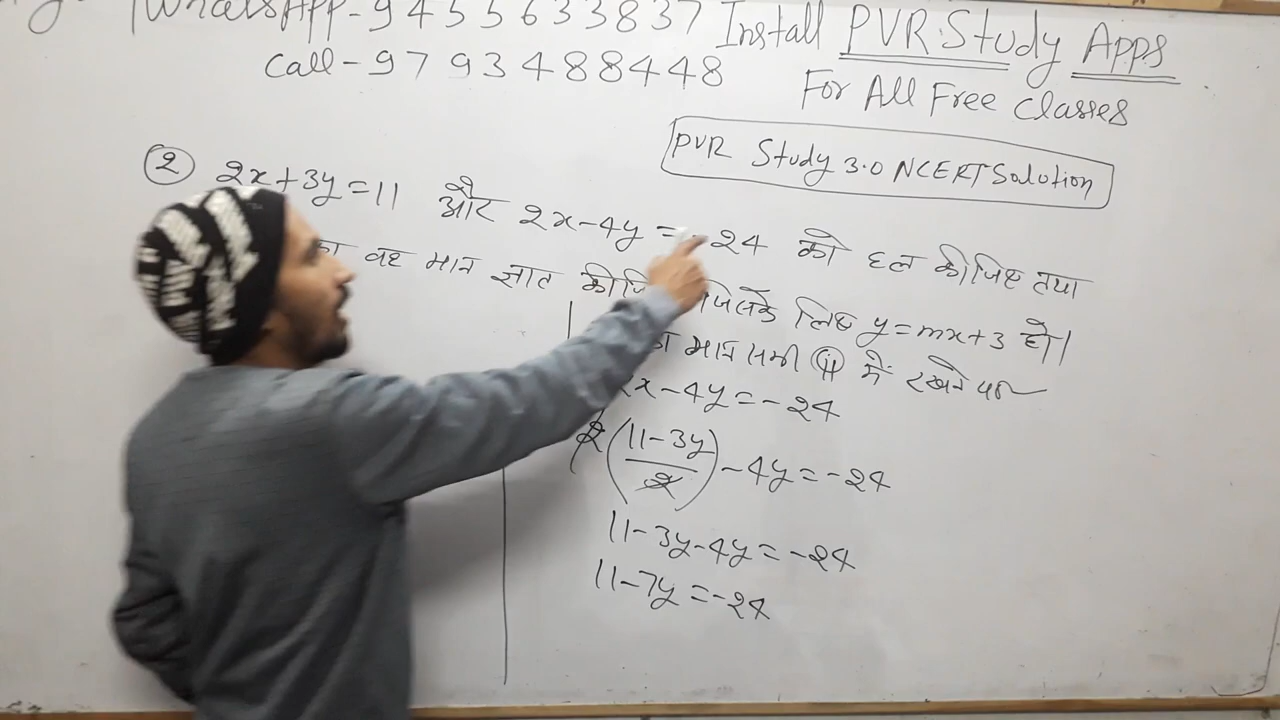 WhatsApp-9455633837 Install PVR Study Apps
Call-9793488448 For All Free Classes
PVR Study 3.0 NCERT Solution
② 2x+3y=11 और 2x-4y=-24 को हल कीजिए तथा
वह मान ज्ञात जिसके लिए y=mx+3 हो।
मान समी ⓘⓘ में रखने पर
2x-4y=-24
2(11-3y/2)-4y=-24
11-3y-4y=-24
11-7y=-24